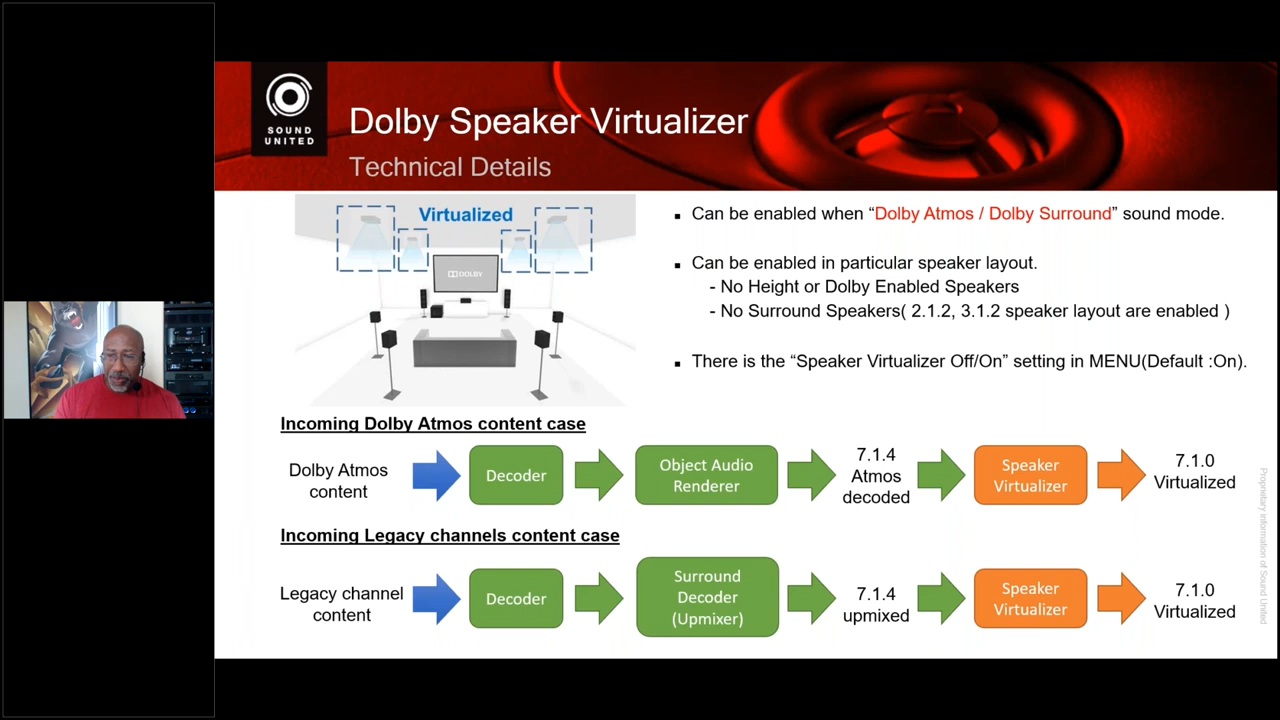 SOUND
UNITED
Dolby Speaker Virtualizer
Technical Details
Virtualized
DOLBY
▪ Can be enabled when “Dolby Atmos / Dolby Surround” sound mode.
▪ Can be enabled in particular speaker layout.
- No Height or Dolby Enabled Speakers
- No Surround Speakers( 2.1.2, 3.1.2 speaker layout are enabled )
▪ There is the “Speaker Virtualizer Off/On” setting in MENU(Default :On).
Incoming Dolby Atmos content case
Dolby Atmos
content
Decoder
Object Audio
Renderer
7.1.4
Atmos
decoded
Speaker
Virtualizer
7.1.0
Virtualized
Incoming Legacy channels content case
Legacy channel
content
Decoder
Surround
Decoder
(Upmixer)
7.1.4
upmixed
Speaker
Virtualizer
7.1.0
Virtualized
Proprietary Information of Sound United